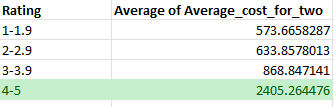 Rating Average of Average_cost_for_two
1-1.9 573.6658287
2-2.9 633.8578013
3-3.9 868.847141
4-5 2405.264476